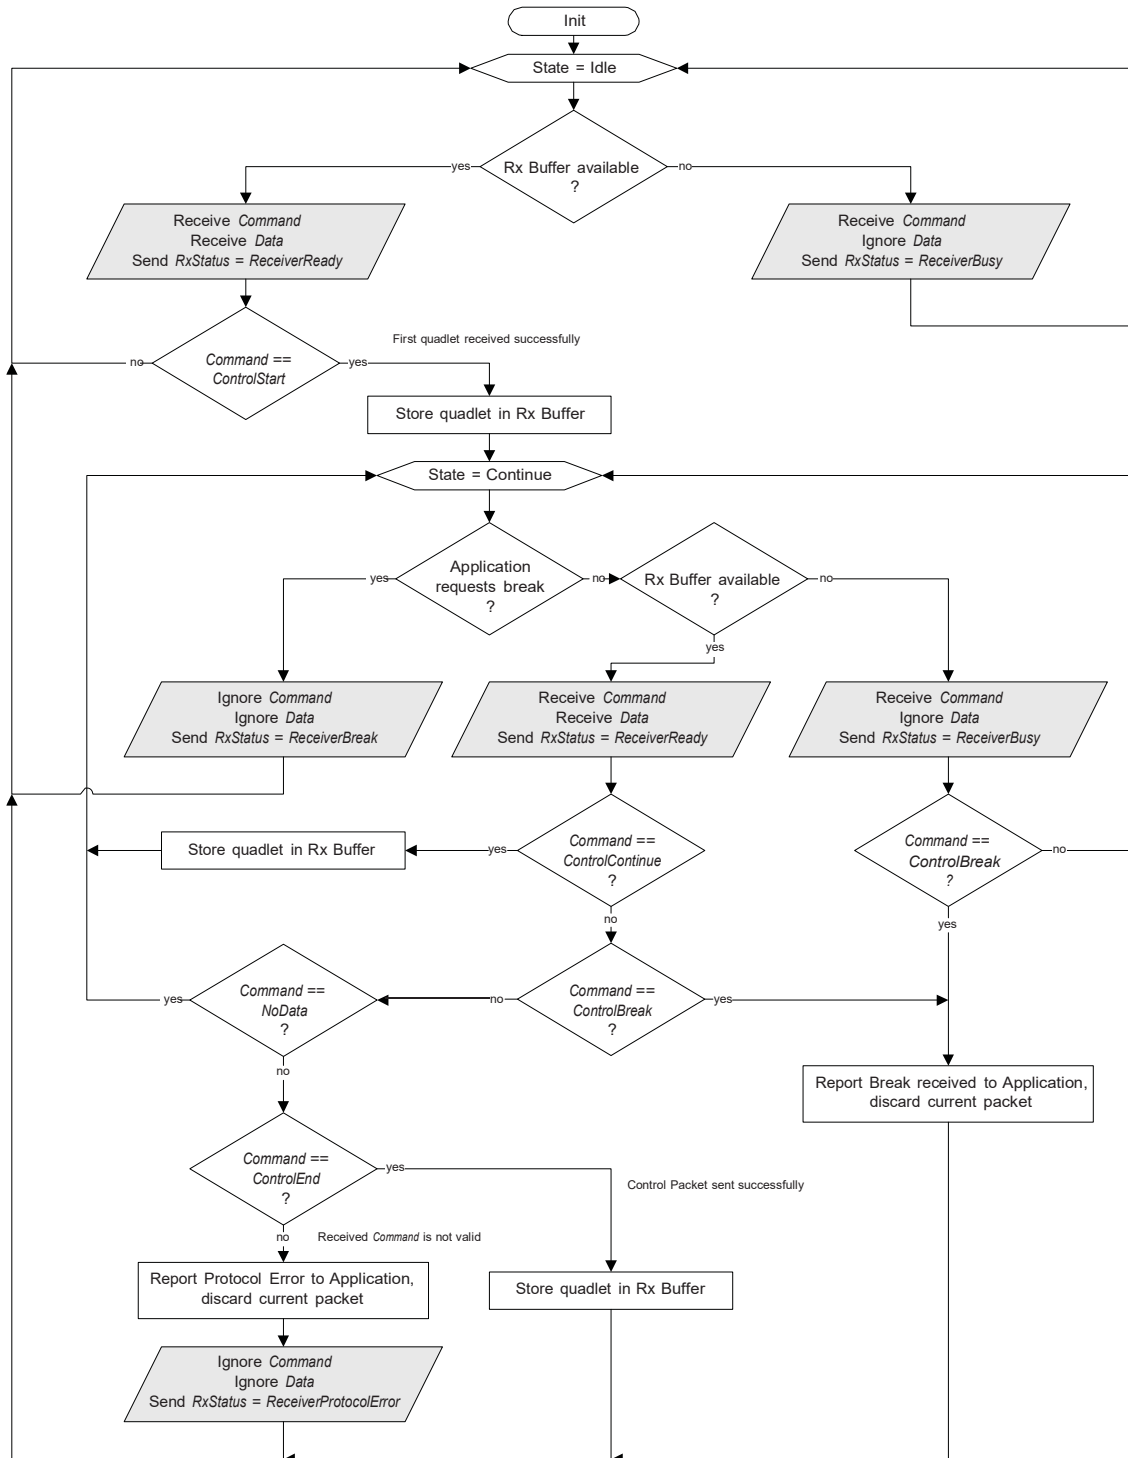 Init
State = Idle
Rx Buffer available
?
yes
no
Receive Command
Receive Data
Send RxStatus = ReceiverReady
Receive Command
Ignore Data
Send RxStatus = ReceiverBusy
First quadlet received successfully
Command ==
ControlStart
no
yes
Store quadlet in Rx Buffer
State = Continue
Application
requests break
?
yes
no
Rx Buffer available
?
no
yes
Ignore Command
Ignore Data
Send RxStatus = ReceiverBreak
Receive Command
Receive Data
Send RxStatus = ReceiverReady
Receive Command
Ignore Data
Send RxStatus = ReceiverBusy
Store quadlet in Rx Buffer
yes
Command ==
ControlContinue
?
no
Command ==
ControlBreak
?
no
yes
yes
Command ==
NoData
?
no
no
Command ==
ControlBreak
?
yes
Report Break received to Application,
discard current packet
Command ==
ControlEnd
?
yes
Control Packet sent successfully
no
Received Command is not valid
Report Protocol Error to Application,
discard current packet
Store quadlet in Rx Buffer
Ignore Command
Ignore Data
Send RxStatus = ReceiverProtocolError